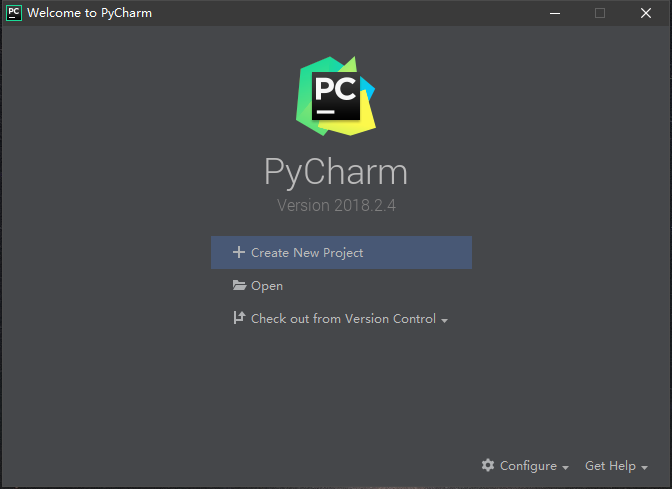 PC Welcome to PyCharm
PC
PyCharm
Version 2018.2.4
Create New Project
Open
Check out from Version Control
Configure Get Help